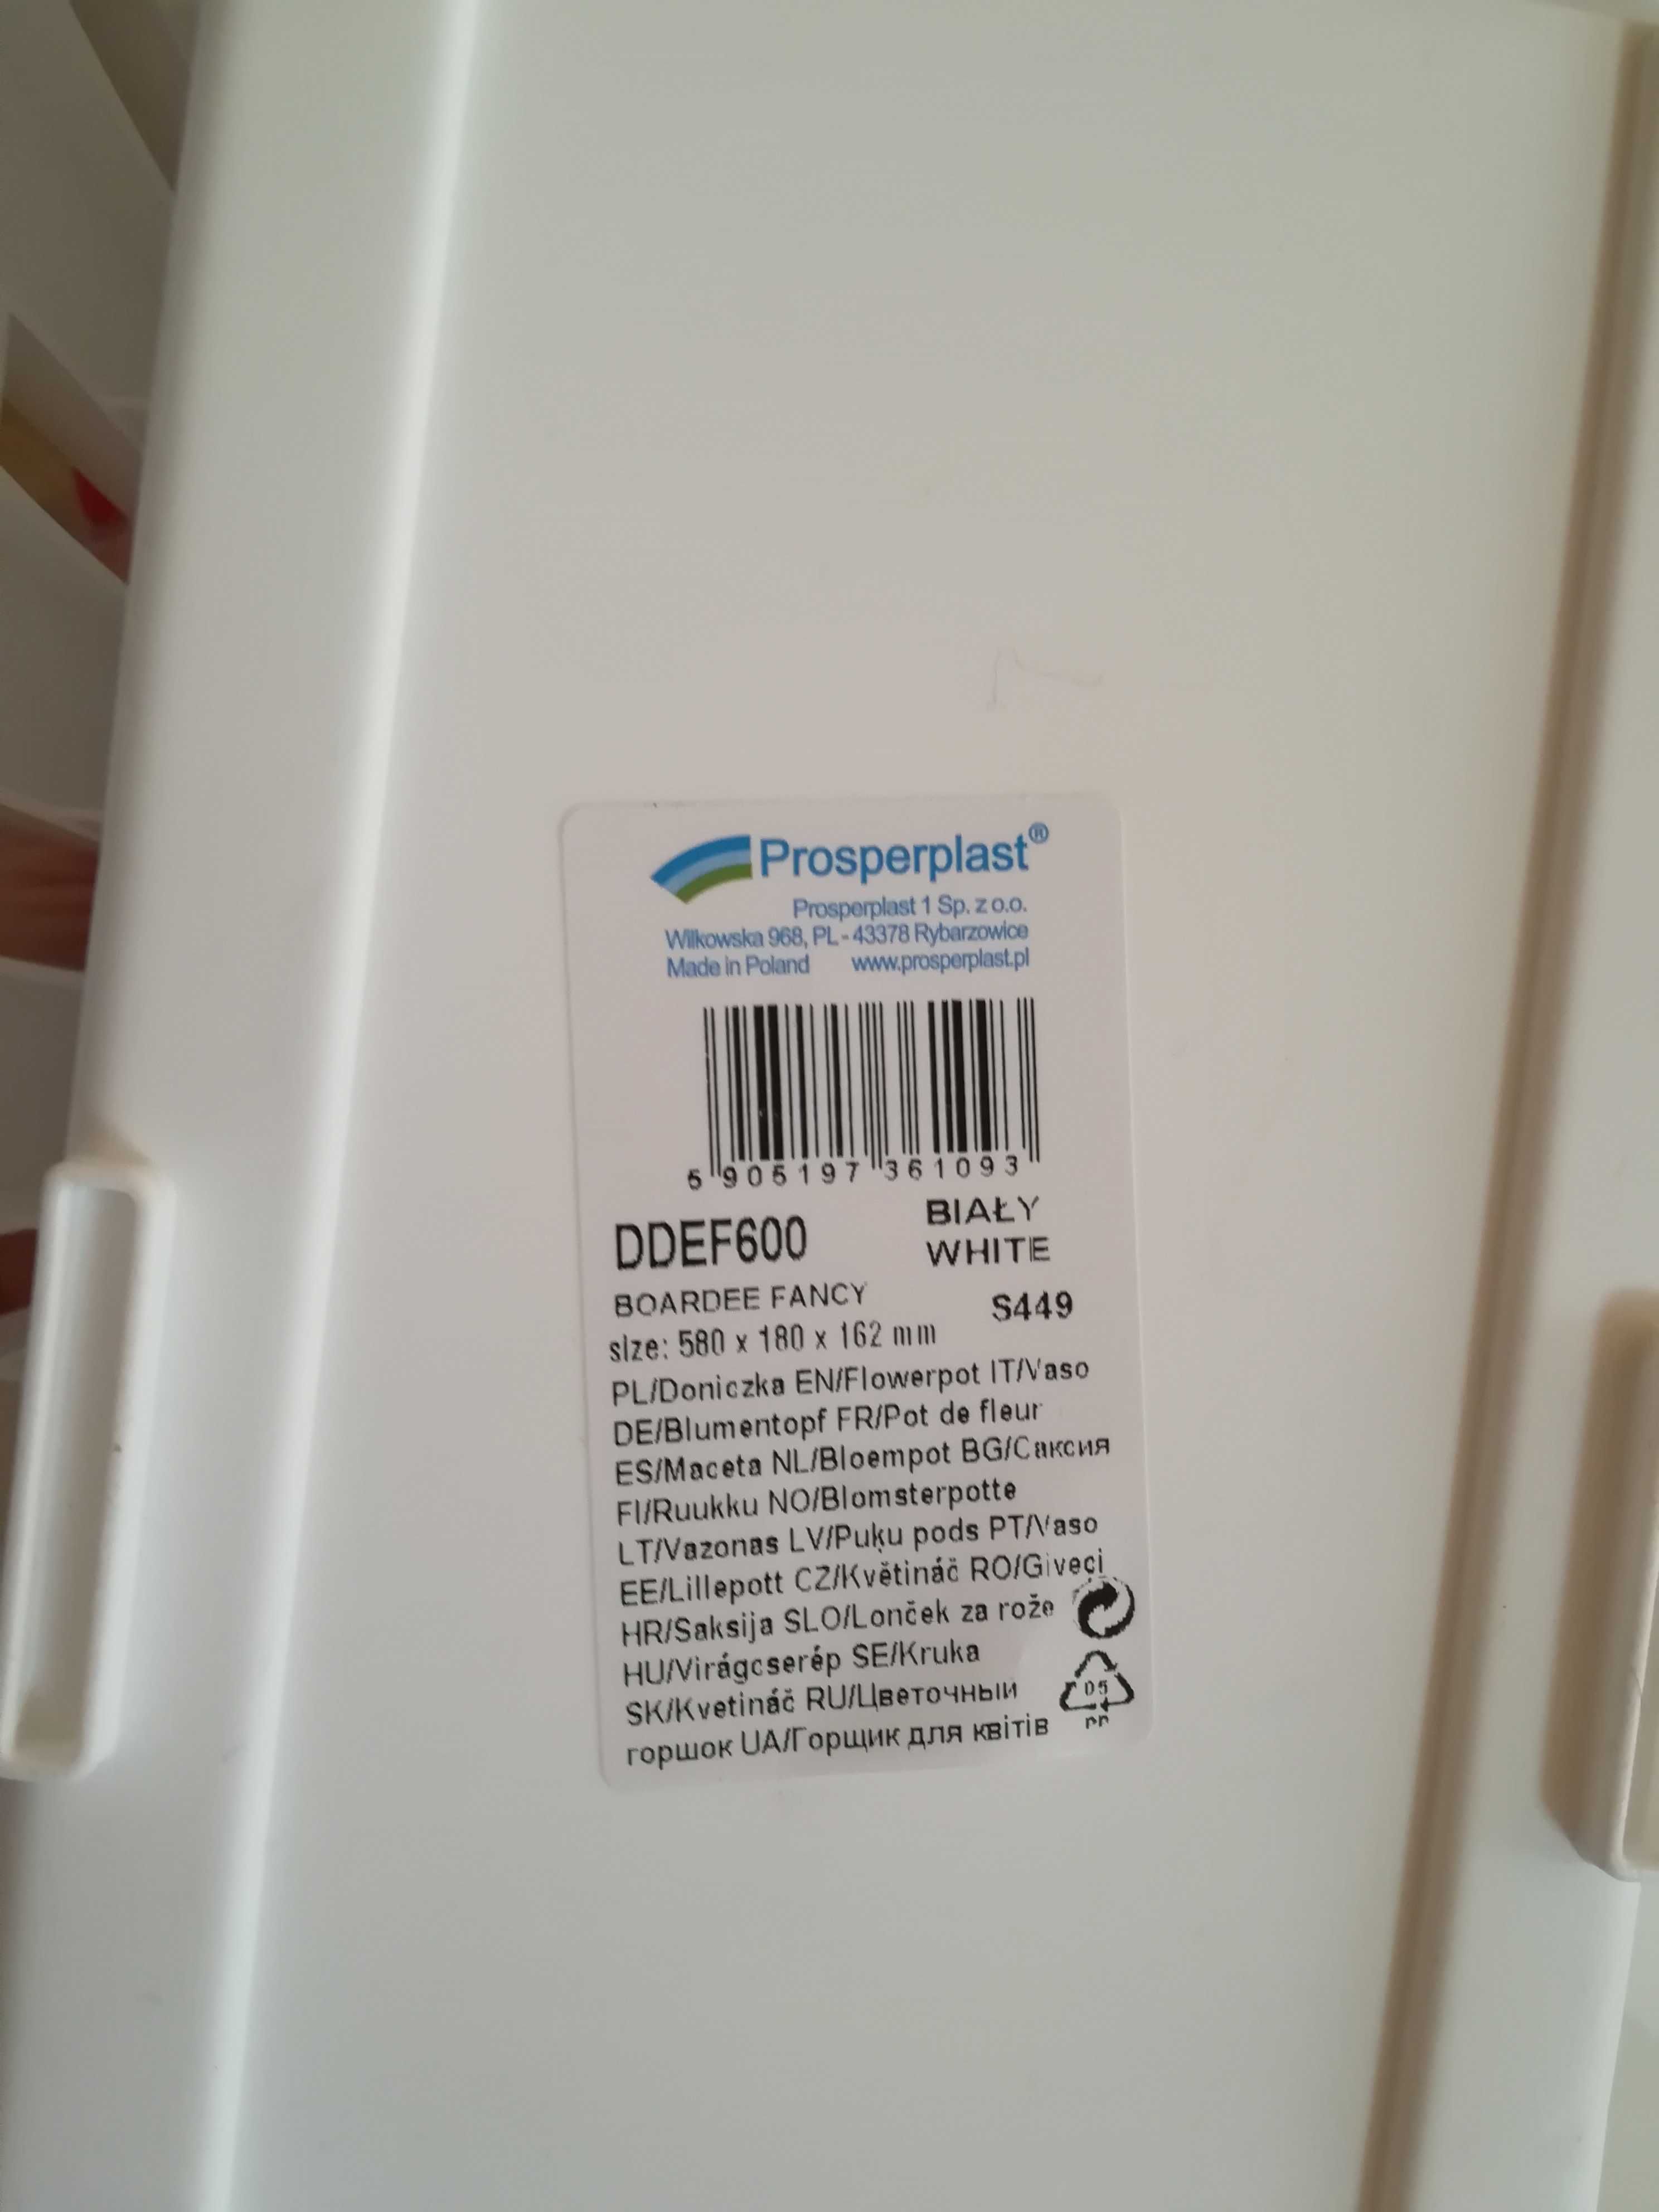 Prosperplast®
Prosperplast 1 Sp. z o.o.
Wilkowska 968, PL - 43378 Rybarzowice
Made in Poland www.prosperplast.pl
5 905197 361093
DDEF600
BIAŁY
WHITE
BOARDEE FANCY
S449
size: 580 x 180 x 162 mm
PL/Doniczka EN/Flowerpot IT/Vaso
DE/Blumentopf FR/Pot de fleur
ES/Maceta NL/Bloempot BG/Саксия
FI/Ruukku NO/Blomsterpotte
LT/Vazonas LV/Puķu pods PT/Vaso
EE/Lillepott CZ/Květináč RO/Giveçi
HR/Saksija SLO/Lonček za rože
HU/Virágcserép SE/Kruka
SK/Kvetináč RU/Цветочный
горшок UA/Горщик для квітів
05
PP